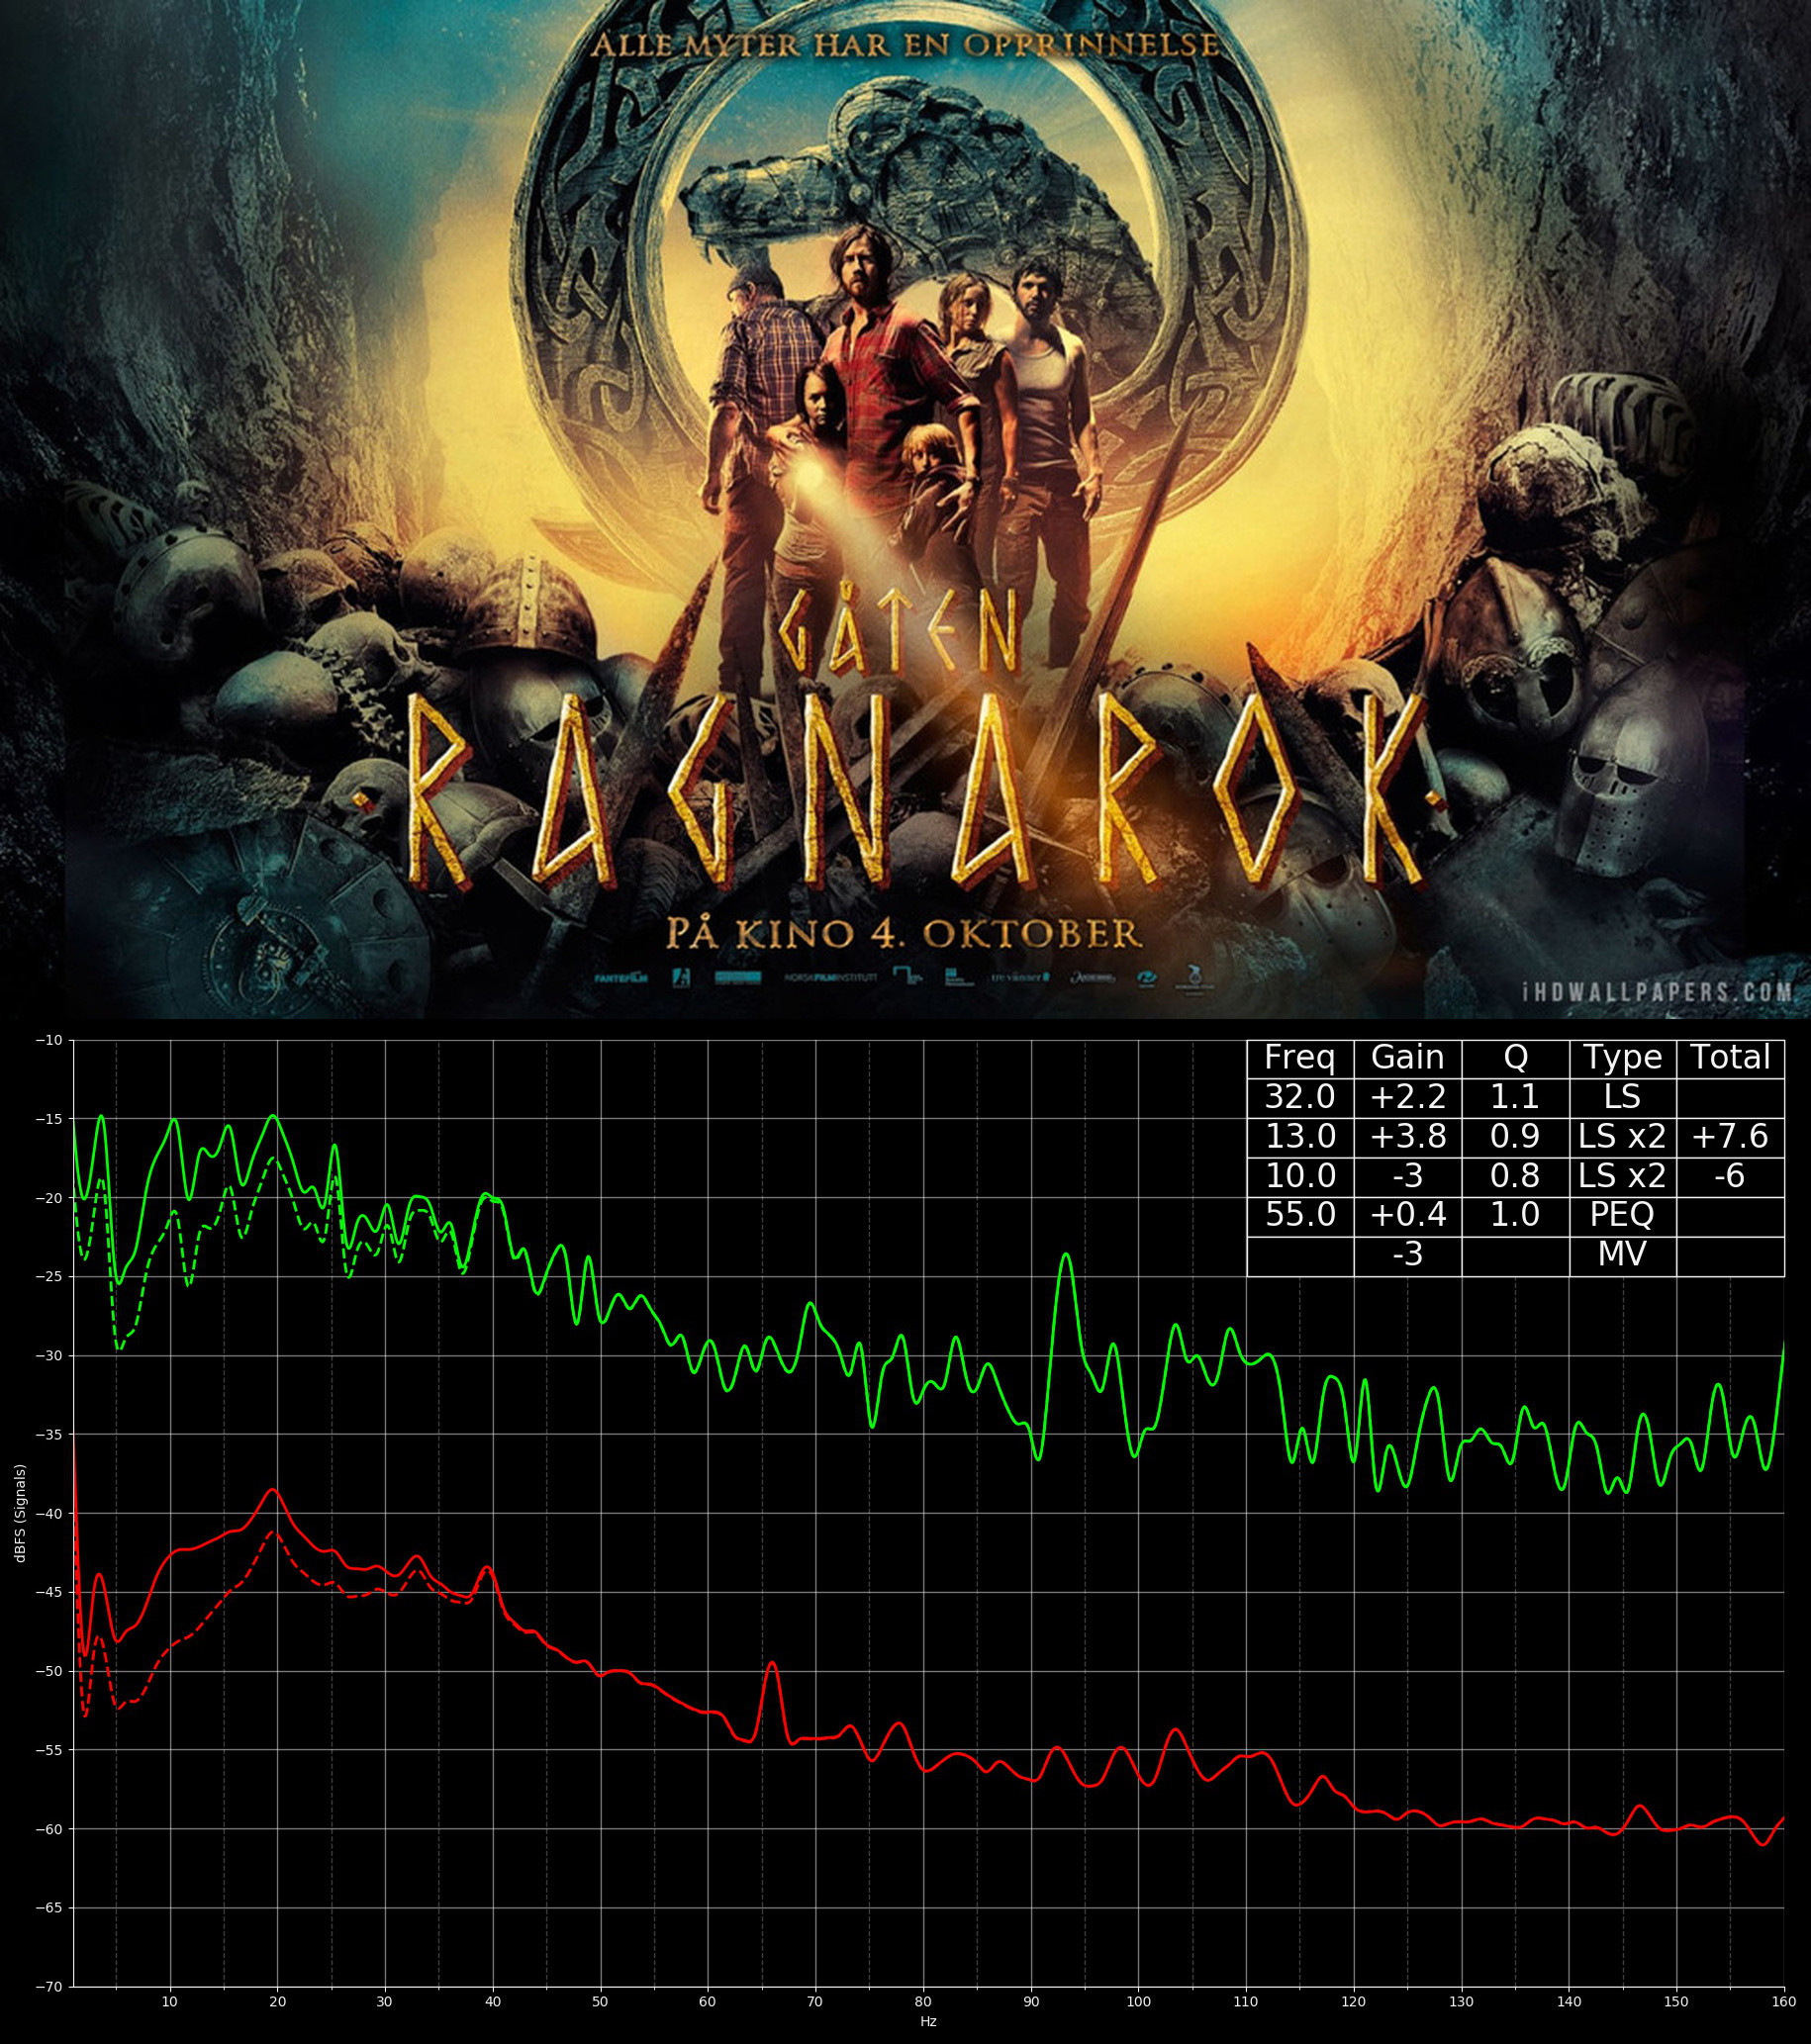 ALLE MYTER HAR EN OPPRINNELSE
GÅTEN
RAGNAROK
PÅ KINO 4. OKTOBER
FANTEFILM NORSKFILMINSTITUTT
iHDWALLPAPERS.COM
Freq Gain Q Type Total
32.0 +2.2 1.1 LS
13.0 +3.8 0.9 LS x2 +7.6
10.0 -3 0.8 LS x2 -6
55.0 +0.4 1.0 PEQ
-3 MV
−10
−15
−20
−25
−30
−35
−40
−45
−50
−55
−60
−65
−70
dBFS (Signals)
10 20 30 40 50 60 70 80 90 100 110 120 130 140 150 160
Hz